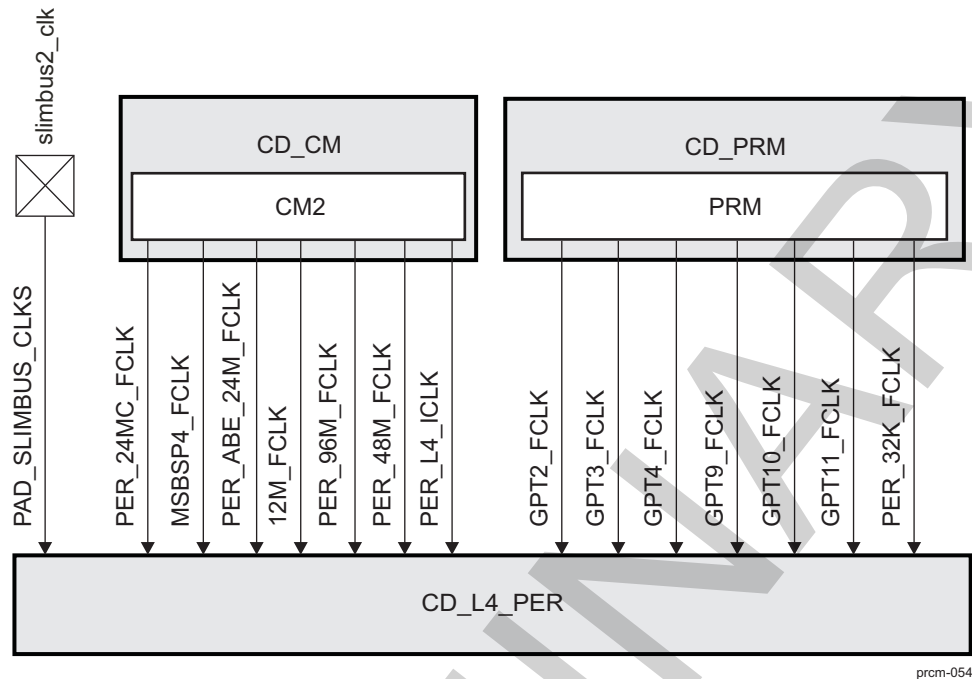 slimbus2_clk
CD_CM
CD_PRM
CM2
PRM
PAD_SLIMBUS_CLKS
PER_24MC_FCLK
MSBSP4_FCLK
PER_ABE_24M_FCLK
12M_FCLK
PER_96M_FCLK
PER_48M_FCLK
PER_L4_ICLK
GPT2_FCLK
GPT3_FCLK
GPT4_FCLK
GPT9_FCLK
GPT10_FCLK
GPT11_FCLK
PER_32K_FCLK
CD_L4_PER
prcm-054